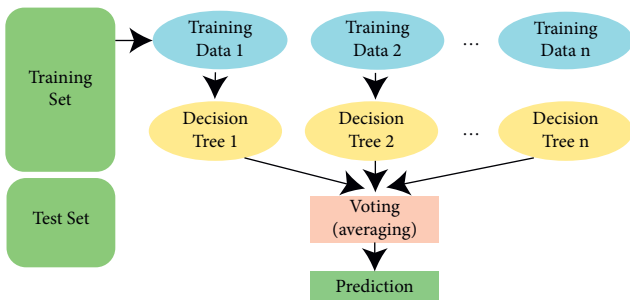 Training
Set
Training
Data 1
Training
Data 2
...
Training
Data n
Decision
Tree 1
Decision
Tree 2
...
Decision
Tree n
Test Set
Voting
(averaging)
Prediction